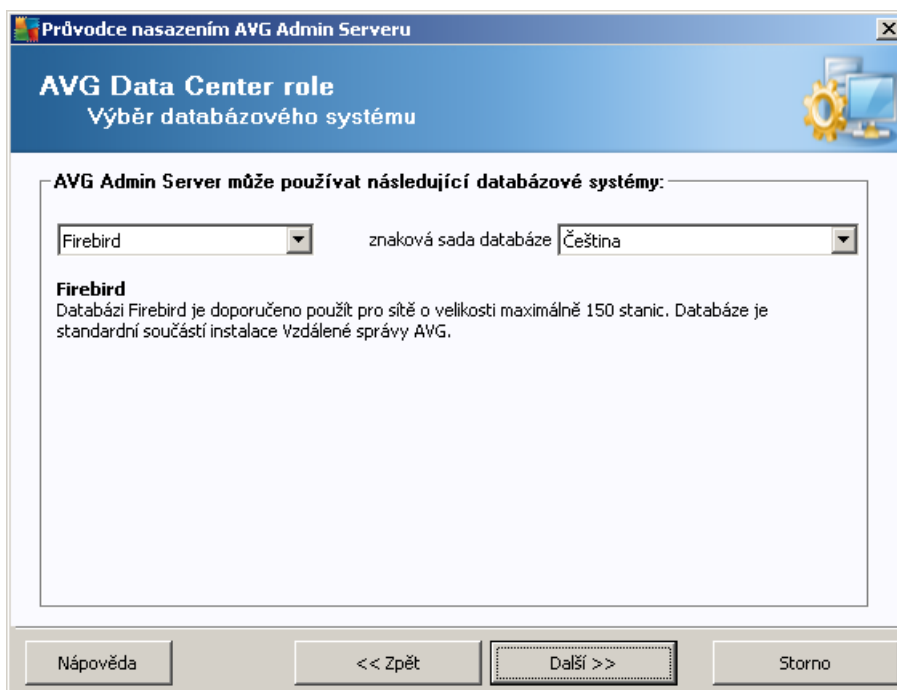 Průvodce nasazením AVG Admin Serveru
AVG Data Center role
Výběr databázového systému
AVG Admin Server může používat následující databázové systémy:
Firebird
znaková sada databáze
Čeština
Firebird
Databázi Firebird je doporučeno použít pro sítě o velikosti maximálně 150 stanic. Databáze je
standardní součástí instalace Vzdálené správy AVG.
Nápověda
<< Zpět
Další >>
Storno